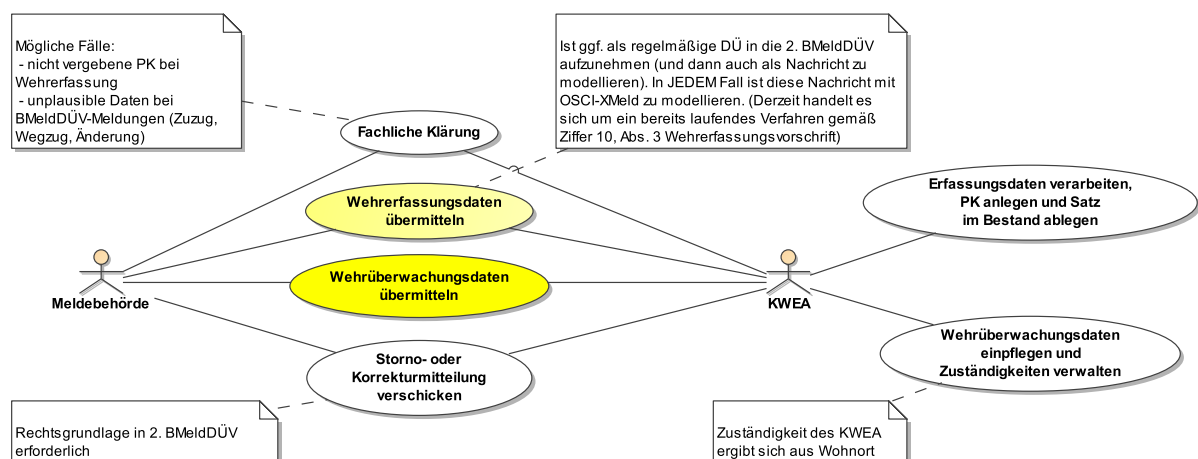 Mögliche Fälle:
- nicht vergebene PK bei
Wehrerfassung
- unplausible Daten bei
BMeldDÜV-Meldungen (Zuzug,
Wegzug, Änderung)
Ist ggf. als regelmäßige DÜ in die 2. BMeldDÜV
aufzunehmen (und dann auch als Nachricht zu
modellieren). In JEDEM Fall ist diese Nachricht mit
OSCI-XMeld zu modellieren. (Derzeit handelt es
sich um ein bereits laufendes Verfahren gemäß
Ziffer 10, Abs. 3 Wehrerfassungsvorschrift)
Fachliche Klärung
Wehrerfassungsdaten
übermitteln
Erfassungsdaten verarbeiten,
PK anlegen und Satz
im Bestand ablegen
Wehrüberwachungsdaten
übermitteln
Meldebehörde
KWEA
Storno- oder
Korrekturmitteilung
verschicken
Wehrüberwachungsdaten
einpflegen und
Zuständigkeiten verwalten
Rechtsgrundlage in 2. BMeldDÜV
erforderlich
Zuständigkeit des KWEA
ergibt sich aus Wohnort